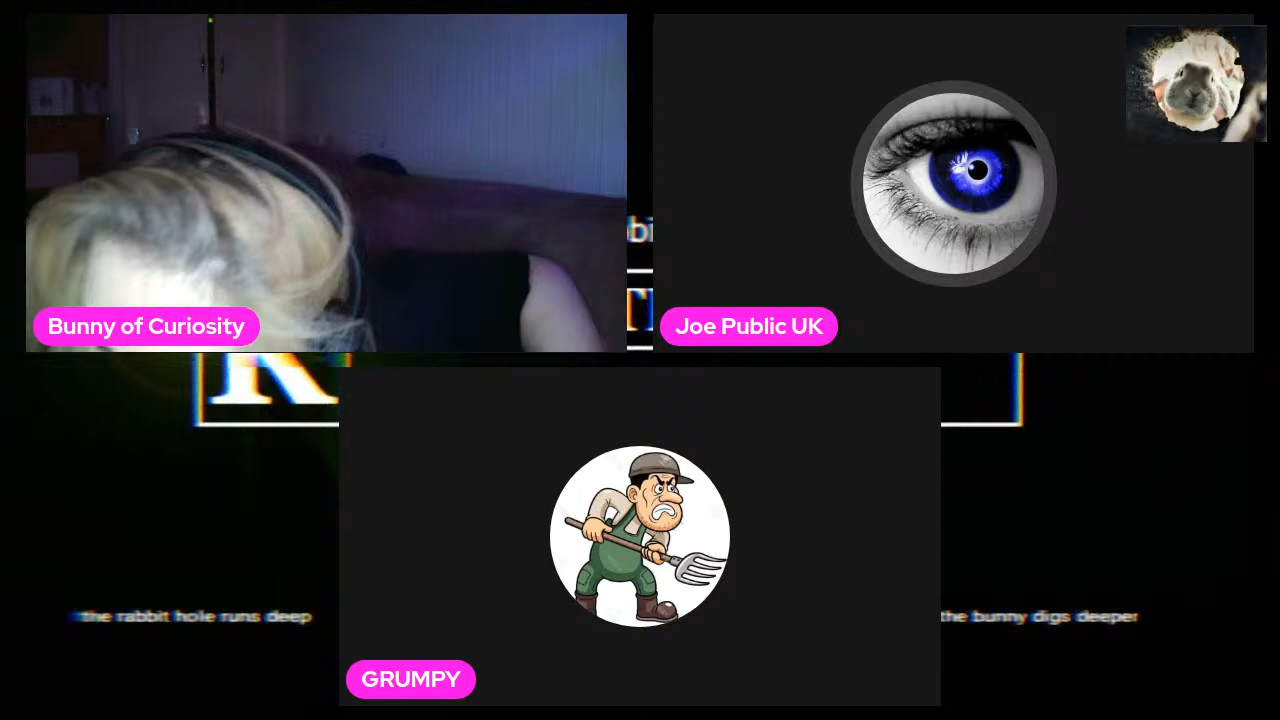 Bunny of Curiosity
Joe Public UK
the rabbit hole runs deep
the bunny digs deeper
GRUMPY